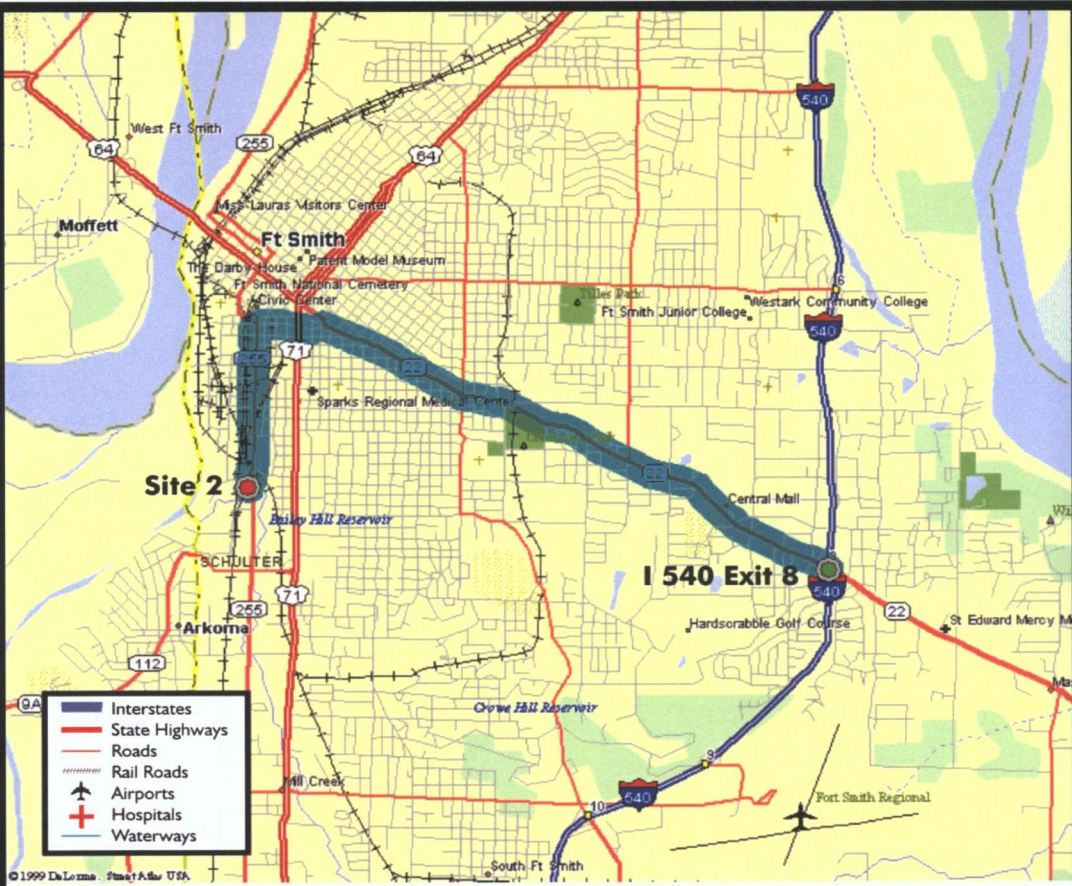 540
West Ft Smith
64
255
64
Miss Lauras Visitors Center
Moffett
Ft Smith
Patent Model Museum
The Darby House
Ft Smith National Cemetery
Civic Center
6
Tilles Park
Westark Community College
Ft Smith Junior College
540
71
255
22
Sparks Regional Medical Center
22
Site 2
Central Mall
Bailey Hill Reservoir
SCHULTER
8
I 540 Exit 8
540
71
255
22
Arkoma
Hardscrabble Golf Course
St Edward Mercy M
112
Mas
9A
Crowe Hill Reservoir
Interstates
State Highways
Roads
Rail Roads
Airports
Hospitals
Waterways
9
Mill Creek
540
10
Fort Smith Regional
South Ft Smith
©1999 DeLorme. Street Atlas USA